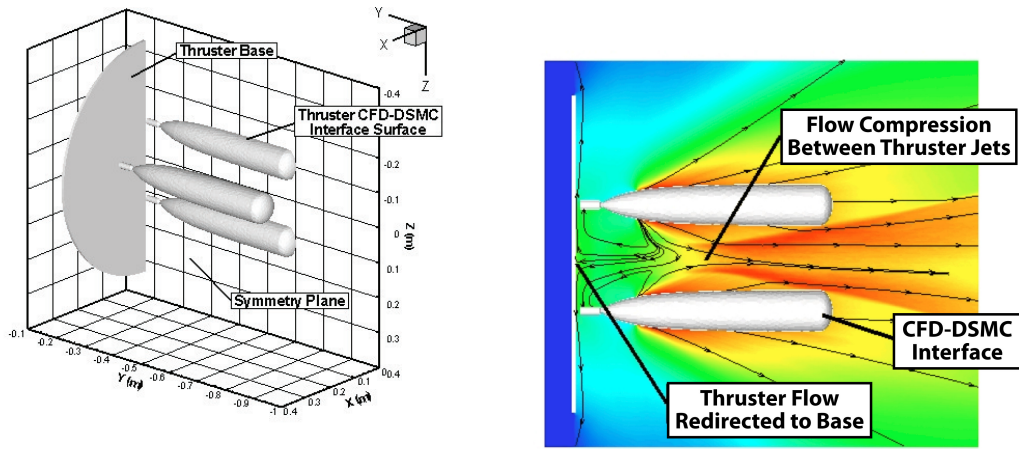 Y
X
Z
Thruster Base
Thruster CFD-DSMC
Interface Surface
Symmetry Plane
-0.4
-0.2
-0.1
0
0.1
0.2
0.3
0.4
Z (m)
-0.1
-0.2
-0.3
-0.4
-0.5
-0.6
-0.7
-0.8
-0.9
-1
Y (m)
0.4
0.3
0.2
0.1
0
X (m)
Flow Compression
Between Thruster Jets
CFD-DSMC
Interface
Thruster Flow
Redirected to Base